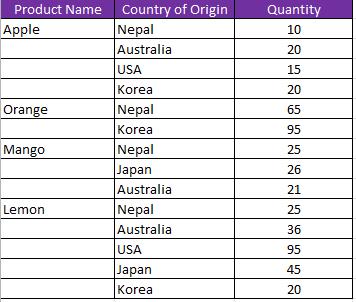 Product Name Country of Origin Quantity
Apple Nepal 10
Australia 20
USA 15
Korea 20
Orange Nepal 65
Korea 95
Mango Nepal 25
Japan 26
Australia 21
Lemon Nepal 25
Australia 36
USA 95
Japan 45
Korea 20